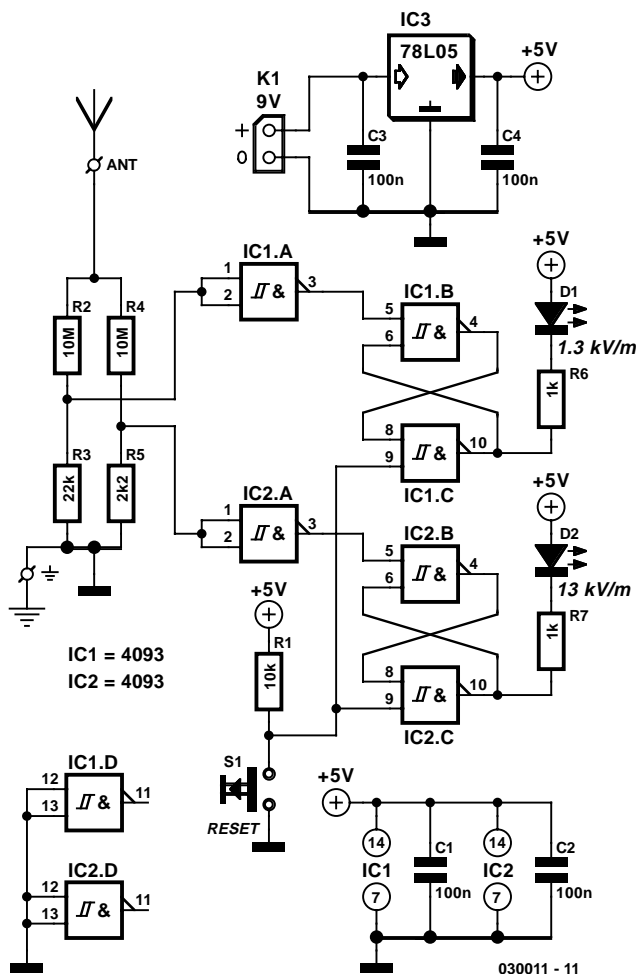 IC3
78L05
+5V
K1
9V
+
0
C3
100n
C4
100n
ANT
R2
10M
R4
10M
R3
22k
R5
2k2
IC1.A
1
2
&
3
IC1.B
5
6
&
4
8
9
&
10
IC1.C
+5V
D1
1.3 kV/m
R6
1k
IC2.A
1
2
&
3
IC2.B
5
6
&
4
8
9
&
10
IC2.C
+5V
D2
13 kV/m
R7
1k
IC1 = 4093
IC2 = 4093
+5V
R1
10k
S1
RESET
IC1.D
12
13
&
11
IC2.D
12
13
&
11
+5V
14
IC1
7
C1
100n
14
IC2
7
C2
100n
030011 - 11